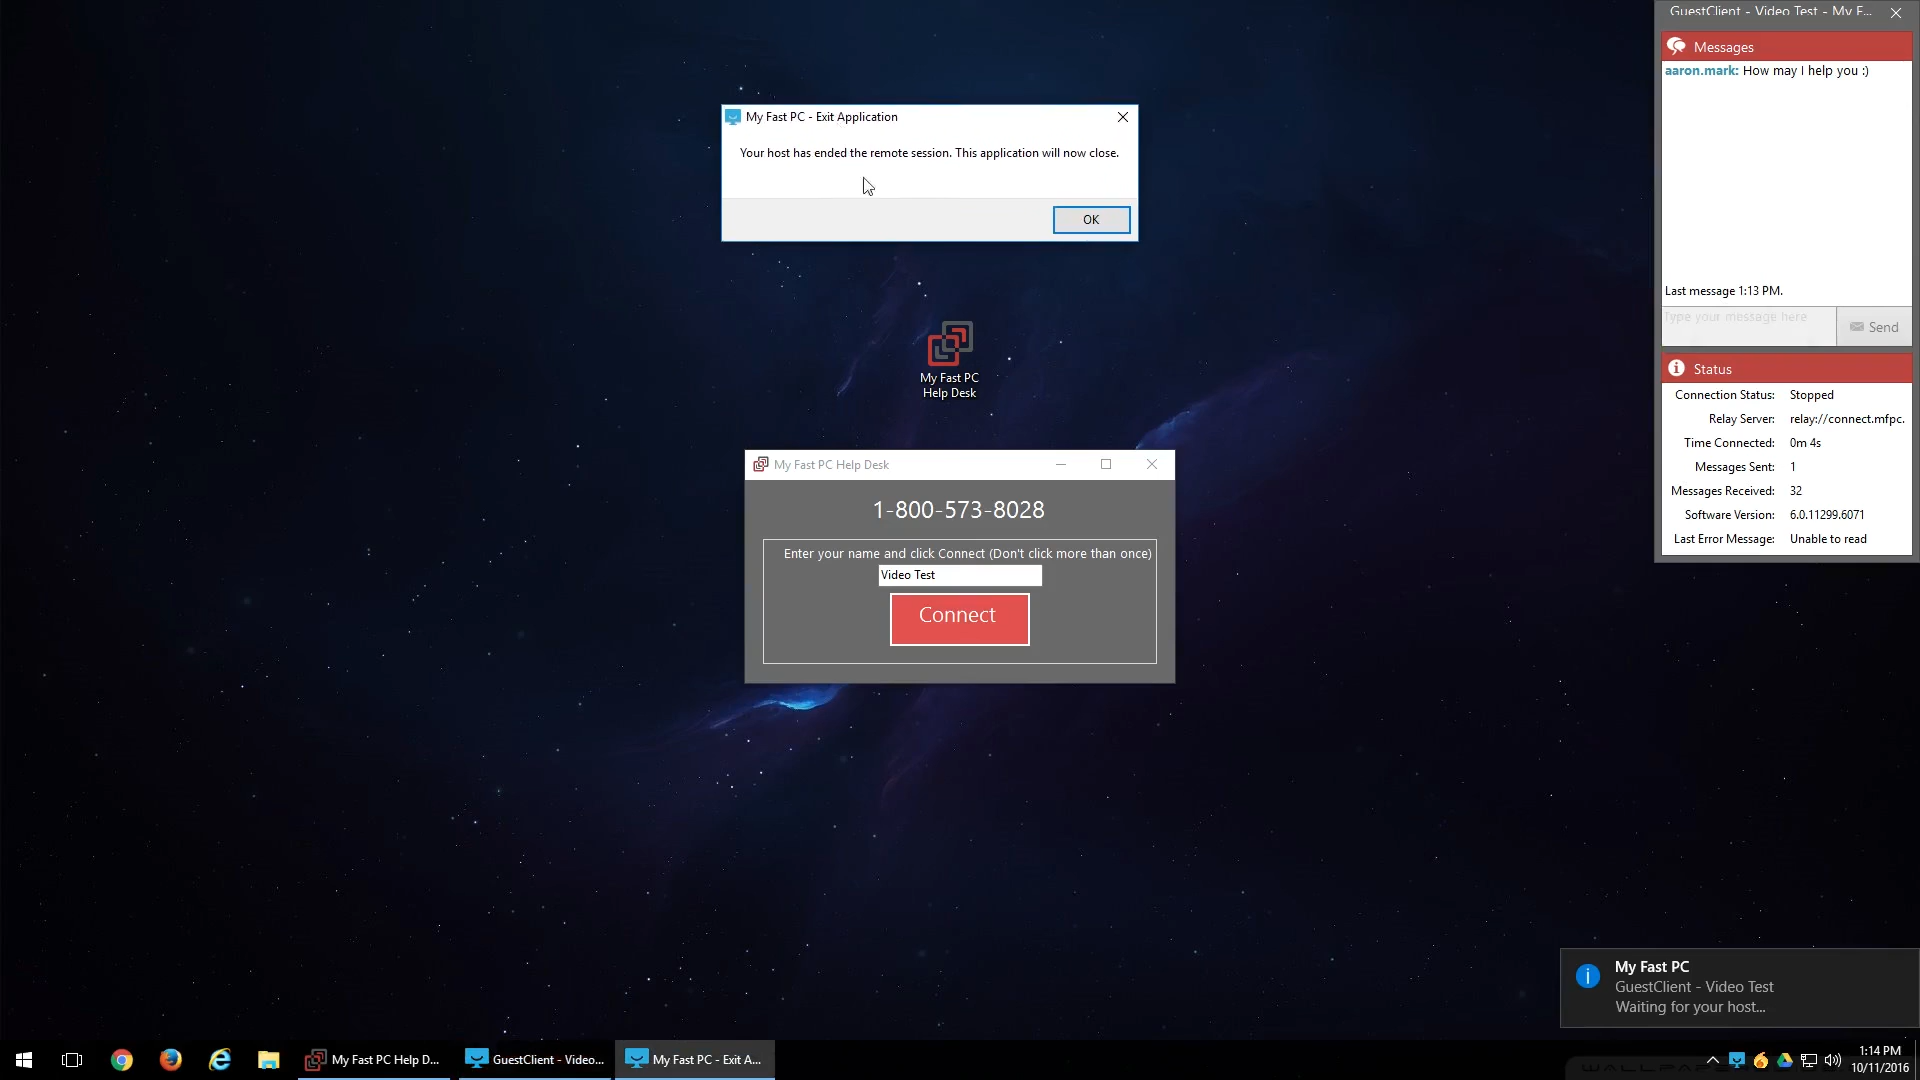 GuestClient - Video Test - My F...
Messages
aaron.mark: How may I help you :)
Last message 1:13 PM.
Type your message here
Send
Status
Connection Status: Stopped
Relay Server: relay://connect.mfpc.
Time Connected: 0m 4s
Messages Sent: 1
Messages Received: 32
Software Version: 6.0.11299.6071
Last Error Message: Unable to read
My Fast PC - Exit Application
Your host has ended the remote session. This application will now close.
OK
My Fast PC
Help Desk
My Fast PC Help Desk
1-800-573-8028
Enter your name and click Connect (Don't click more than once)
Video Test
Connect
My Fast PC
GuestClient - Video Test
Waiting for your host...
My Fast PC Help D...
GuestClient - Video...
My Fast PC - Exit A...
1:14 PM
10/11/2016